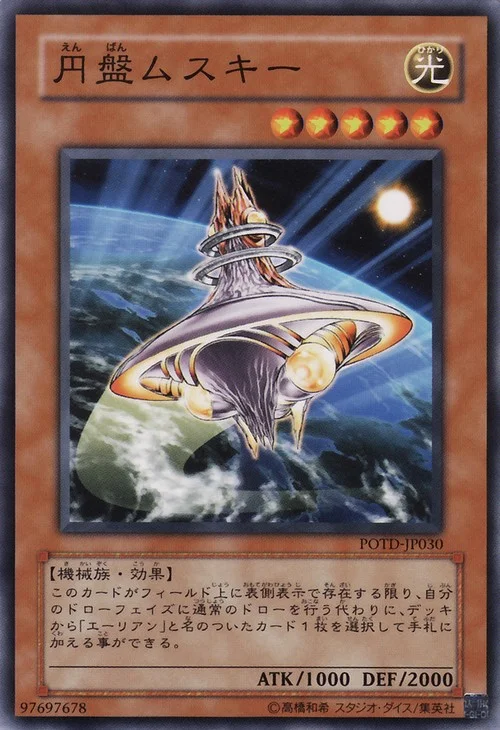 円盤ムスキー
光
POTD-JP030
【機械族・効果】
このカードがフィールド上に表側表示で存在する限り、自分
のドローフェイズに通常のドローを行う代わりに、デッキ
から「エーリアン」と名のついたカード1枚を選択して手札に
加える事ができる。
ATK/1000 DEF/2000
97697678
©高橋和希 スタジオ・ダイス/集英社